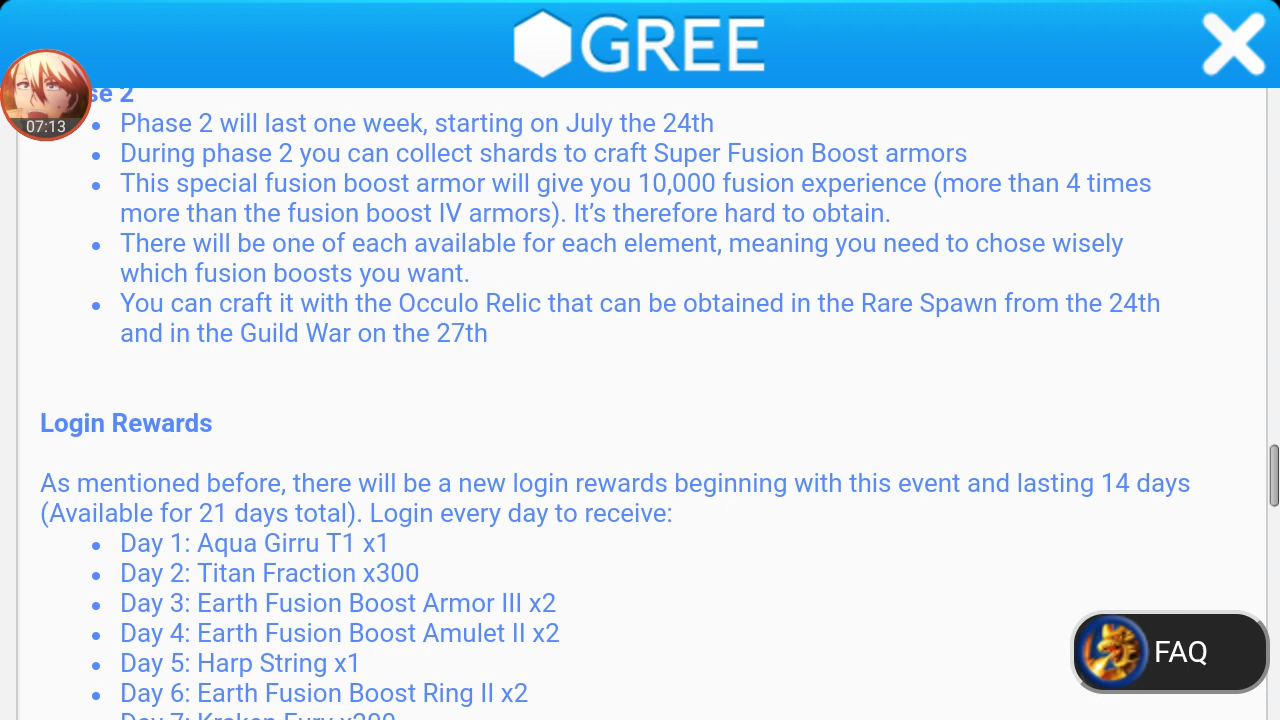 GREE
07:13
se 2
Phase 2 will last one week, starting on July the 24th
During phase 2 you can collect shards to craft Super Fusion Boost armors
This special fusion boost armor will give you 10,000 fusion experience (more than 4 times
more than the fusion boost IV armors). It’s therefore hard to obtain.
There will be one of each available for each element, meaning you need to chose wisely
which fusion boosts you want.
You can craft it with the Occulo Relic that can be obtained in the Rare Spawn from the 24th
and in the Guild War on the 27th
Login Rewards
As mentioned before, there will be a new login rewards beginning with this event and lasting 14 days
(Available for 21 days total). Login every day to receive:
Day 1: Aqua Girru T1 x1
Day 2: Titan Fraction x300
Day 3: Earth Fusion Boost Armor III x2
Day 4: Earth Fusion Boost Amulet II x2
Day 5: Harp String x1
Day 6: Earth Fusion Boost Ring II x2
Day 7: Kraken Fury x300
FAQ